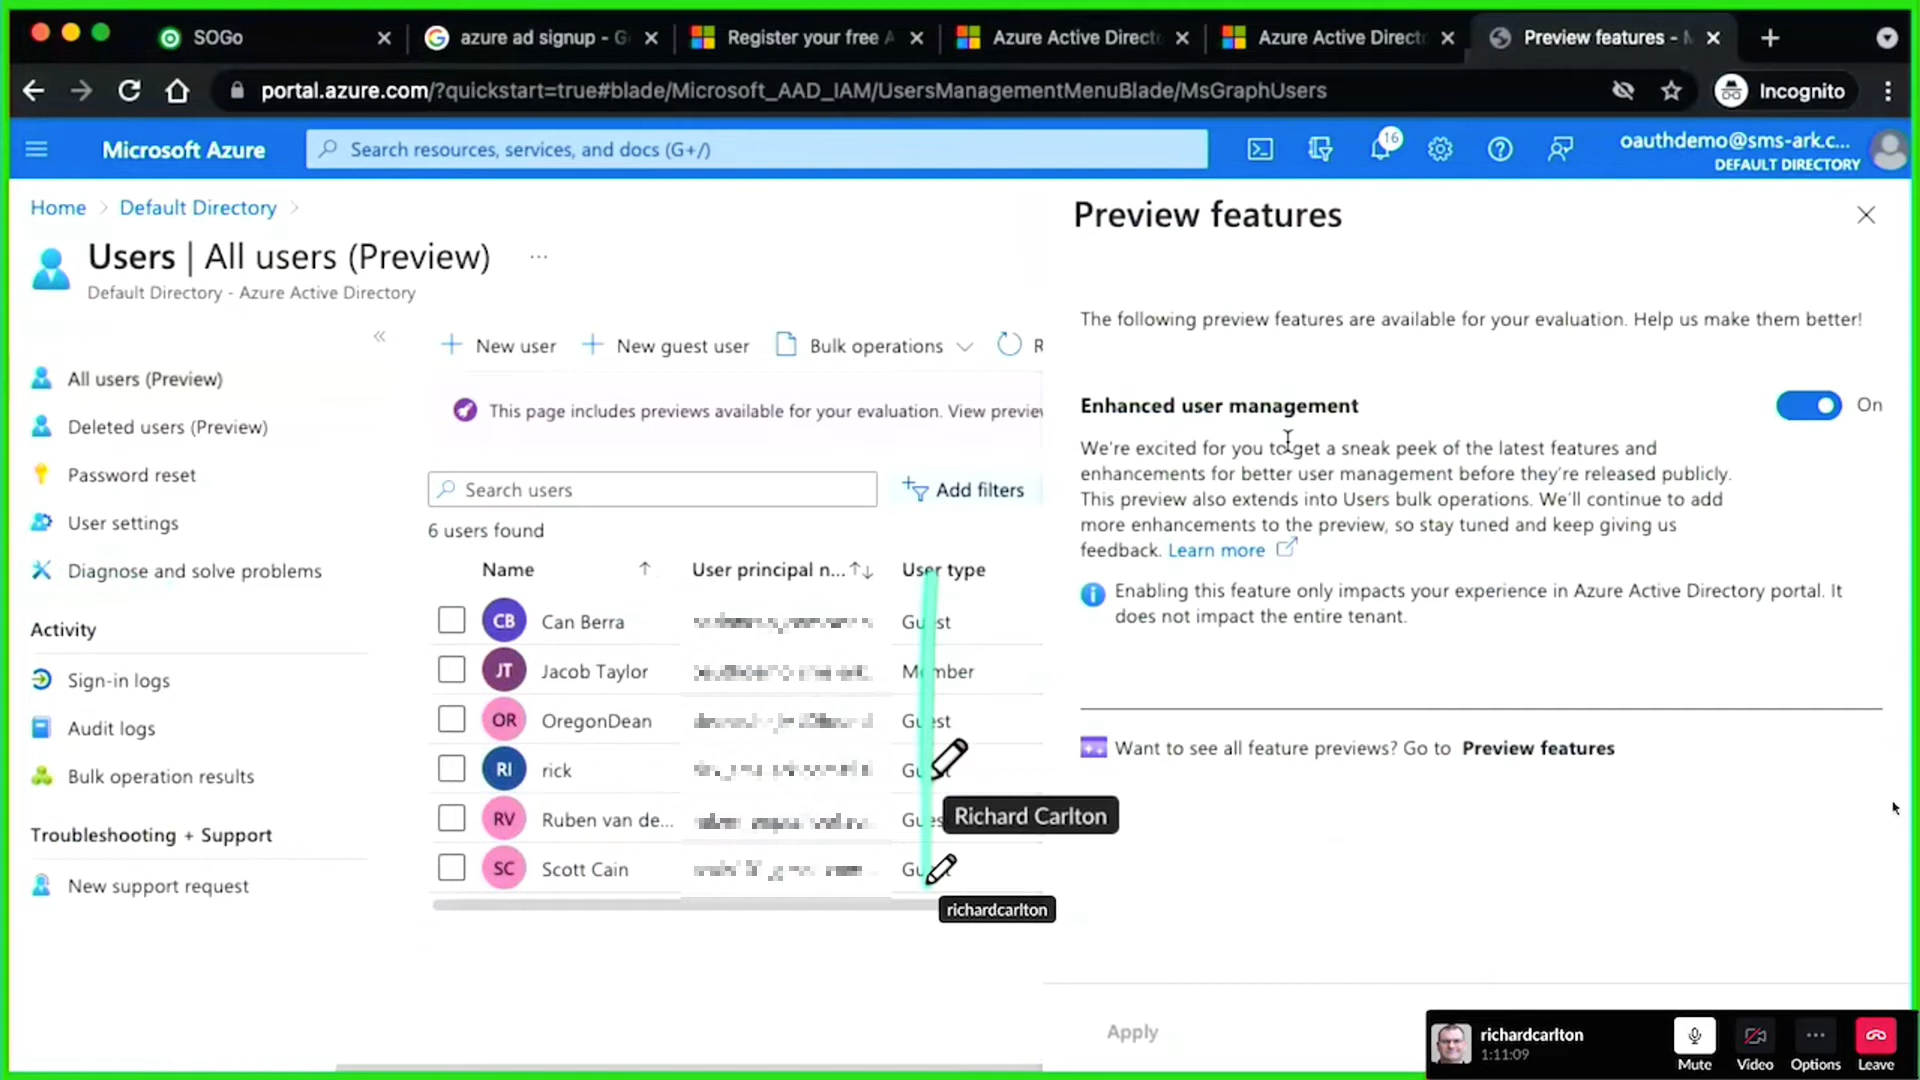 SOGo
azure ad signup - G
Register your free A
Azure Active Direct
Azure Active Direct
Preview features - M
portal.azure.com/?quickstart=true#blade/Microsoft_AAD_IAM/UsersManagementMenuBlade/MsGraphUsers
Incognito
Microsoft Azure
Search resources, services, and docs (G+/)
16
oauthdemo@sms-ark.c...
DEFAULT DIRECTORY
Home
Default Directory
Users | All users (Preview)
...
Default Directory - Azure Active Directory
«
All users (Preview)
Deleted users (Preview)
Password reset
User settings
Diagnose and solve problems
Activity
Sign-in logs
Audit logs
Bulk operation results
Troubleshooting + Support
New support request
+ New user
+ New guest user
Bulk operations
R
This page includes previews available for your evaluation. View preview
Search users
Add filters
6 users found
Name
User principal n...
User type
CB Can Berra Guest
JT Jacob Taylor Member
OR OregonDean Guest
RI rick Guest
RV Ruben van de... Guest
SC Scott Cain Guest
Richard Carlton
richardcarlton
Preview features
The following preview features are available for your evaluation. Help us make them better!
Enhanced user management
On
We're excited for you to get a sneak peek of the latest features and
enhancements for better user management before they're released publicly.
This preview also extends into Users bulk operations. We'll continue to add
more enhancements to the preview, so stay tuned and keep giving us
feedback. Learn more
Enabling this feature only impacts your experience in Azure Active Directory portal. It
does not impact the entire tenant.
Want to see all feature previews? Go to Preview features
Apply
richardcarlton
1:11:09
Mute
Video
Options
Leave